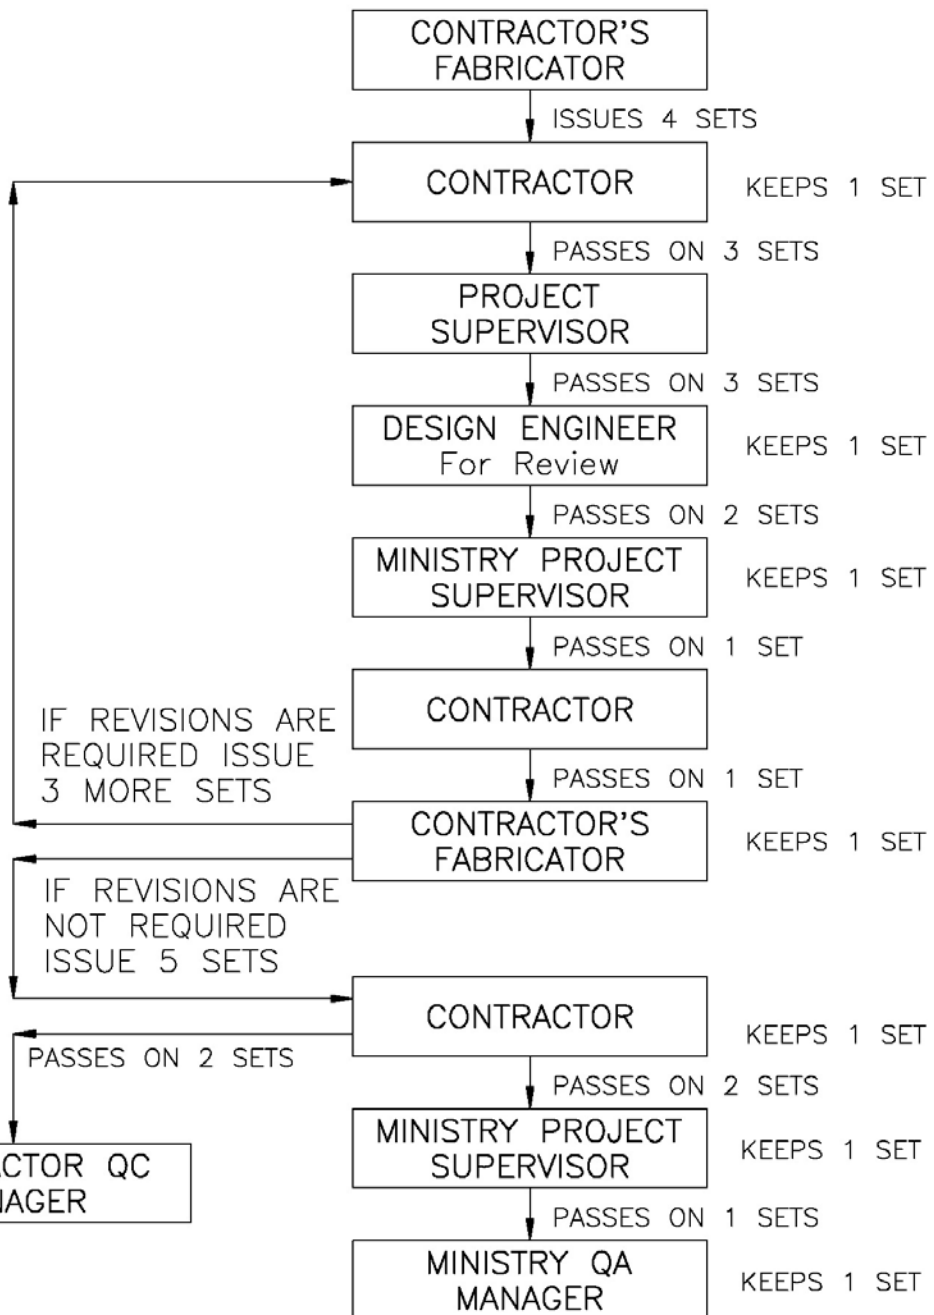 CONTRACTOR'S
FABRICATOR
ISSUES 4 SETS
CONTRACTOR
KEEPS 1 SET
PASSES ON 3 SETS
PROJECT
SUPERVISOR
PASSES ON 3 SETS
DESIGN ENGINEER
For Review
KEEPS 1 SET
PASSES ON 2 SETS
MINISTRY PROJECT
SUPERVISOR
KEEPS 1 SET
PASSES ON 1 SET
CONTRACTOR
IF REVISIONS ARE
REQUIRED ISSUE
3 MORE SETS
PASSES ON 1 SET
CONTRACTOR'S
FABRICATOR
KEEPS 1 SET
IF REVISIONS ARE
NOT REQUIRED
ISSUE 5 SETS
CONTRACTOR
KEEPS 1 SET
PASSES ON 2 SETS
PASSES ON 2 SETS
MINISTRY PROJECT
SUPERVISOR
KEEPS 1 SET
ACTOR QC
NAGER
PASSES ON 1 SETS
MINISTRY QA
MANAGER
KEEPS 1 SET